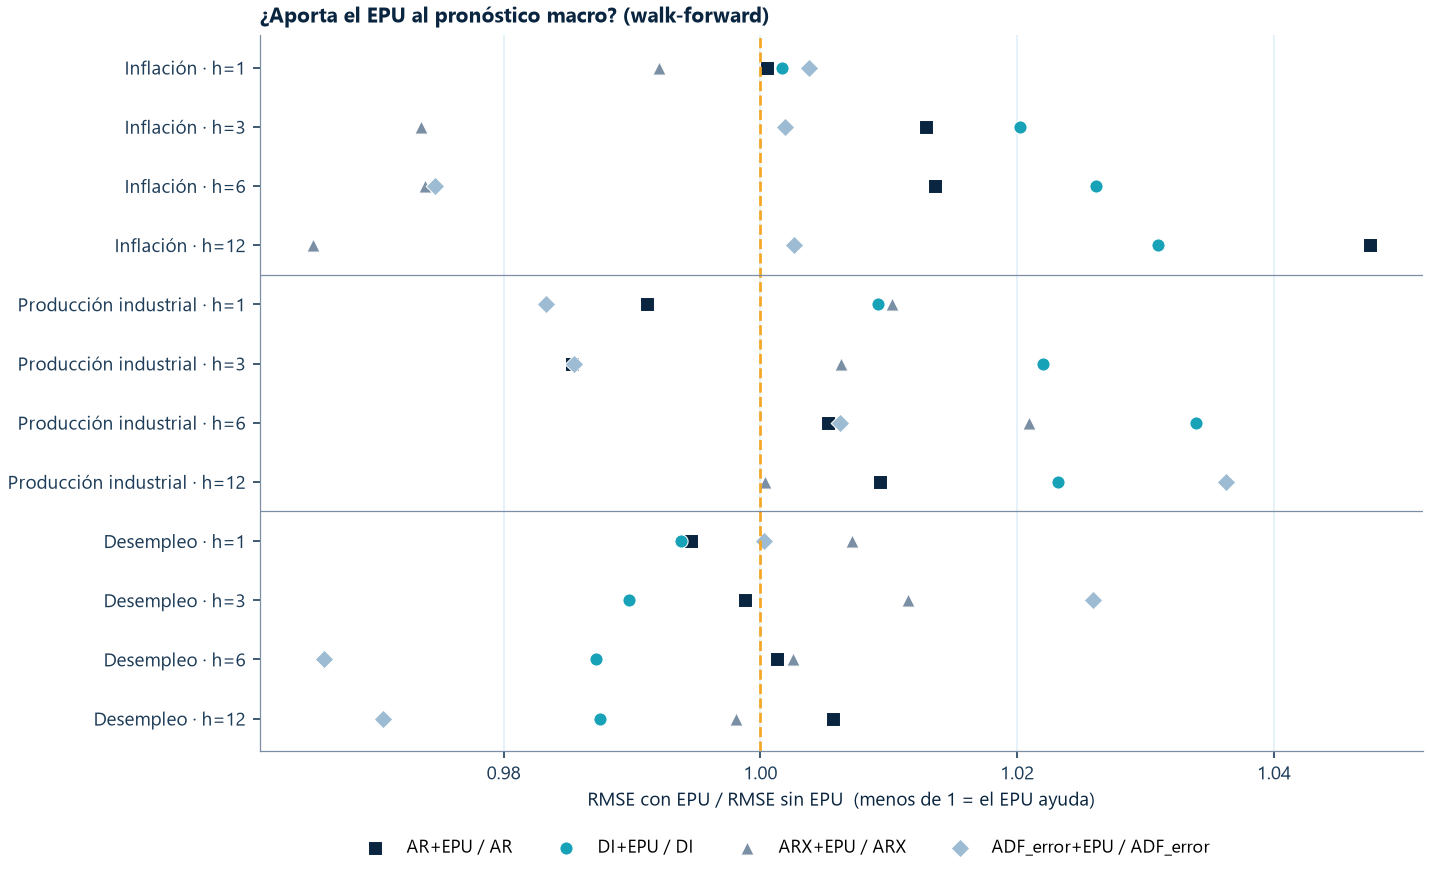 ¿Aporta el EPU al pronóstico macro? (walk-forward)
Inflación · h=1
Inflación · h=3
Inflación · h=6
Inflación · h=12
Producción industrial · h=1
Producción industrial · h=3
Producción industrial · h=6
Producción industrial · h=12
Desempleo · h=1
Desempleo · h=3
Desempleo · h=6
Desempleo · h=12
0.98 1.00 1.02 1.04
RMSE con EPU / RMSE sin EPU (menos de 1 = el EPU ayuda)
AR+EPU / AR DI+EPU / DI ARX+EPU / ARX ADF_error+EPU / ADF_error